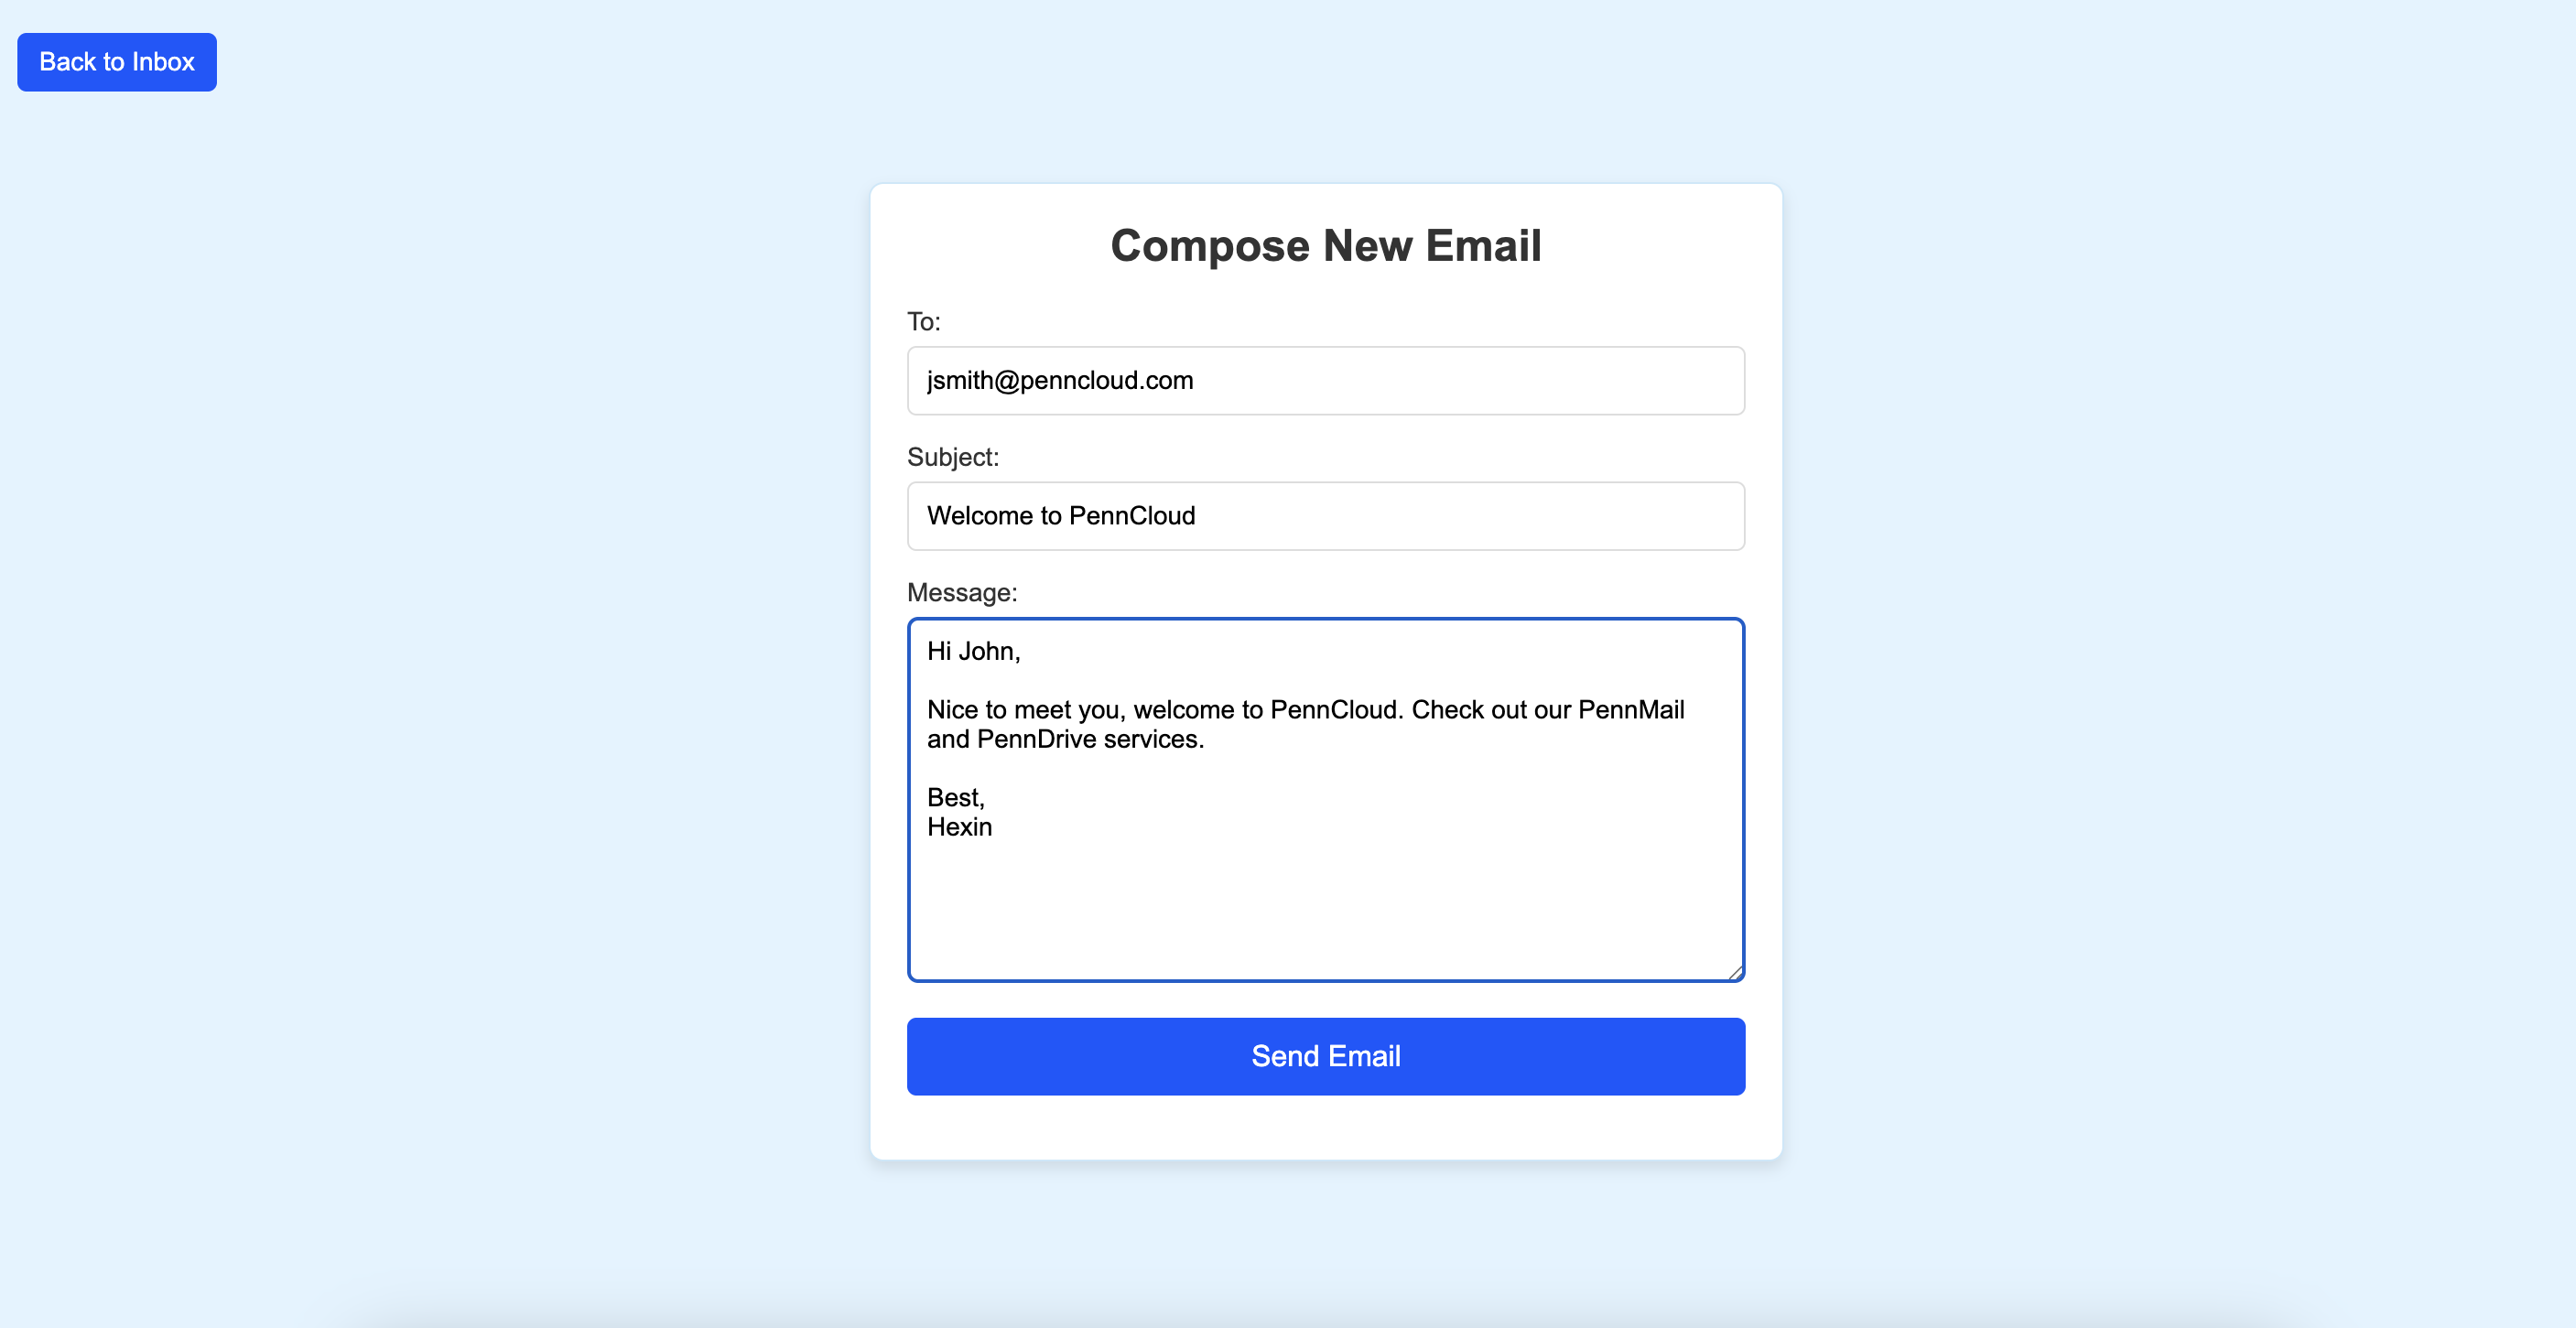 Back to Inbox
Compose New Email
To:
jsmith@penncloud.com
Subject:
Welcome to PennCloud
Message:
Hi John,
Nice to meet you, welcome to PennCloud. Check out our PennMail
and PennDrive services.
Best,
Hexin
Send Email